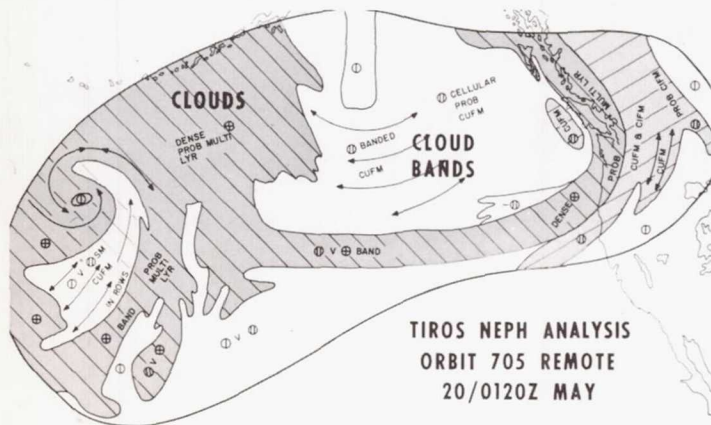 CLOUDS
DENSE
PROB MULTI
LYR
CELLULAR
PROB
CUFM
BANDED
CUFM
CLOUD
BANDS
CUFM
MULTI LYR
PROB
CUFM & CIFM
CUFM
PROB CIFM
DENSE
V BAND
V SM
CUFM
IN ROWS
PROB
MULTI
LYR
BAND
V
V
TIROS NEPH ANALYSIS
ORBIT 705 REMOTE
20/0120Z MAY